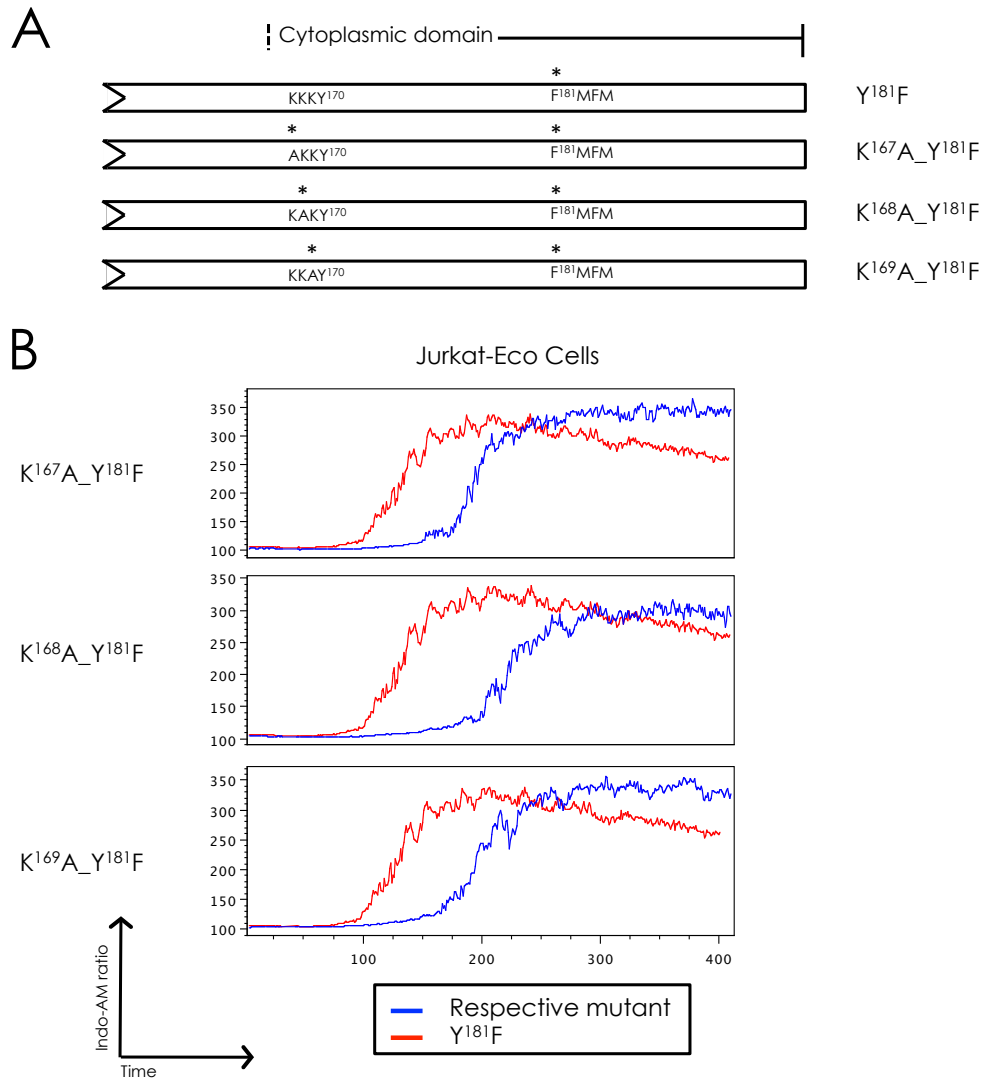 A
Cytoplasmic domain
*
KKKY¹⁷⁰ F¹⁸¹MFM Y¹⁸¹F
* *
AKKY¹⁷⁰ F¹⁸¹MFM K¹⁶⁷A_Y¹⁸¹F
* *
KAKY¹⁷⁰ F¹⁸¹MFM K¹⁶⁸A_Y¹⁸¹F
* *
KKAY¹⁷⁰ F¹⁸¹MFM K¹⁶⁹A_Y¹⁸¹F
B
Jurkat-Eco Cells
K¹⁶⁷A_Y¹⁸¹F
350
300
250
200
150
100
K¹⁶⁸A_Y¹⁸¹F
350
300
250
200
150
100
K¹⁶⁹A_Y¹⁸¹F
350
300
250
200
150
100
100 200 300 400
Indo-AM ratio
Time
Respective mutant
Y¹⁸¹F